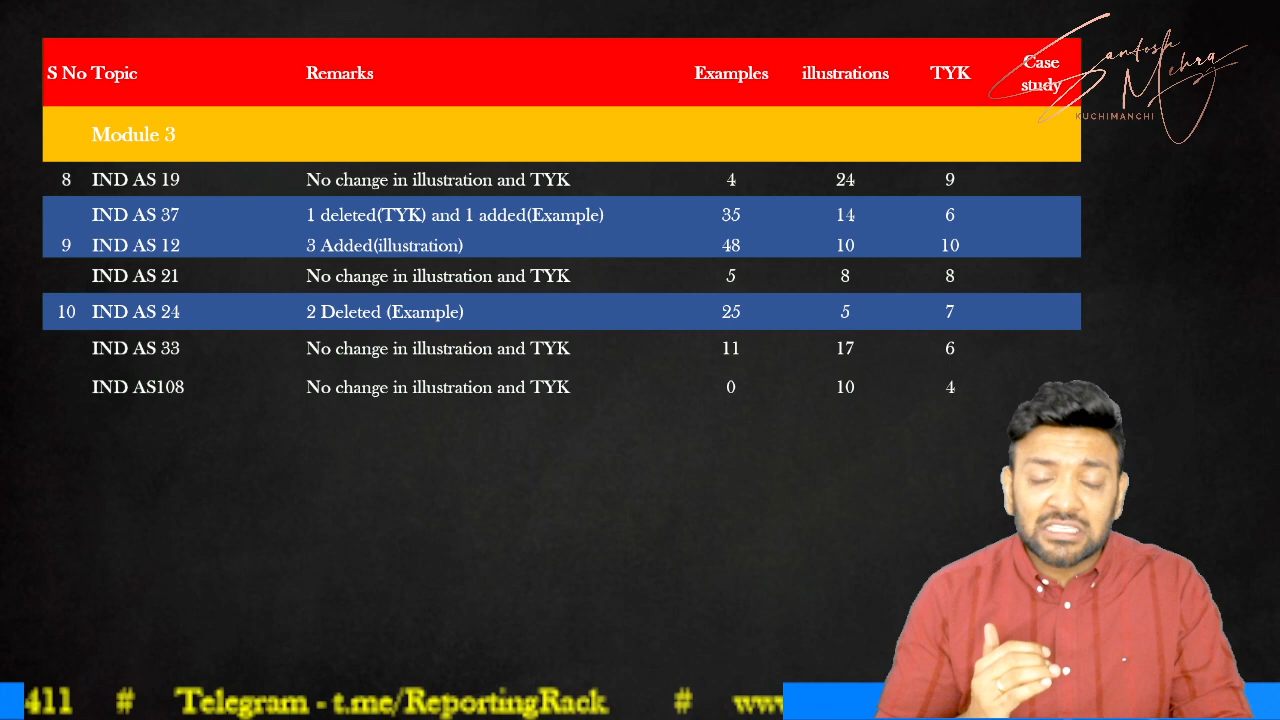 Santosh
Mehra
KUCHIMANCHI
S No Topic Remarks Examples illustrations TYK Case study
Module 3
8 IND AS 19 No change in illustration and TYK 4 24 9
IND AS 37 1 deleted(TYK) and 1 added(Example) 35 14 6
9 IND AS 12 3 Added(illustration) 48 10 10
IND AS 21 No change in illustration and TYK 5 8 8
10 IND AS 24 2 Deleted (Example) 25 5 7
IND AS 33 No change in illustration and TYK 11 17 6
IND AS108 No change in illustration and TYK 0 10 4
411 # Telegram - t.me/ReportingRack # www